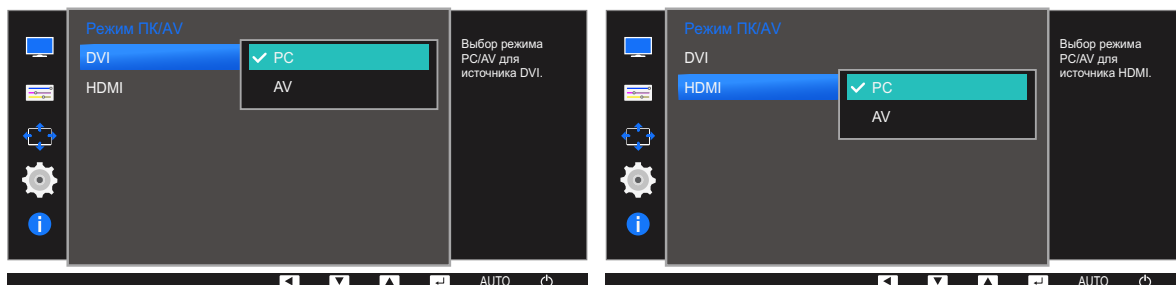 Режим ПК/AV
DVI
PC
HDMI
AV
Выбор режима
PC/AV для
источника DVI.
AUTO
Режим ПК/AV
DVI
HDMI
PC
AV
Выбор режима
PC/AV для
источника HDMI.
AUTO